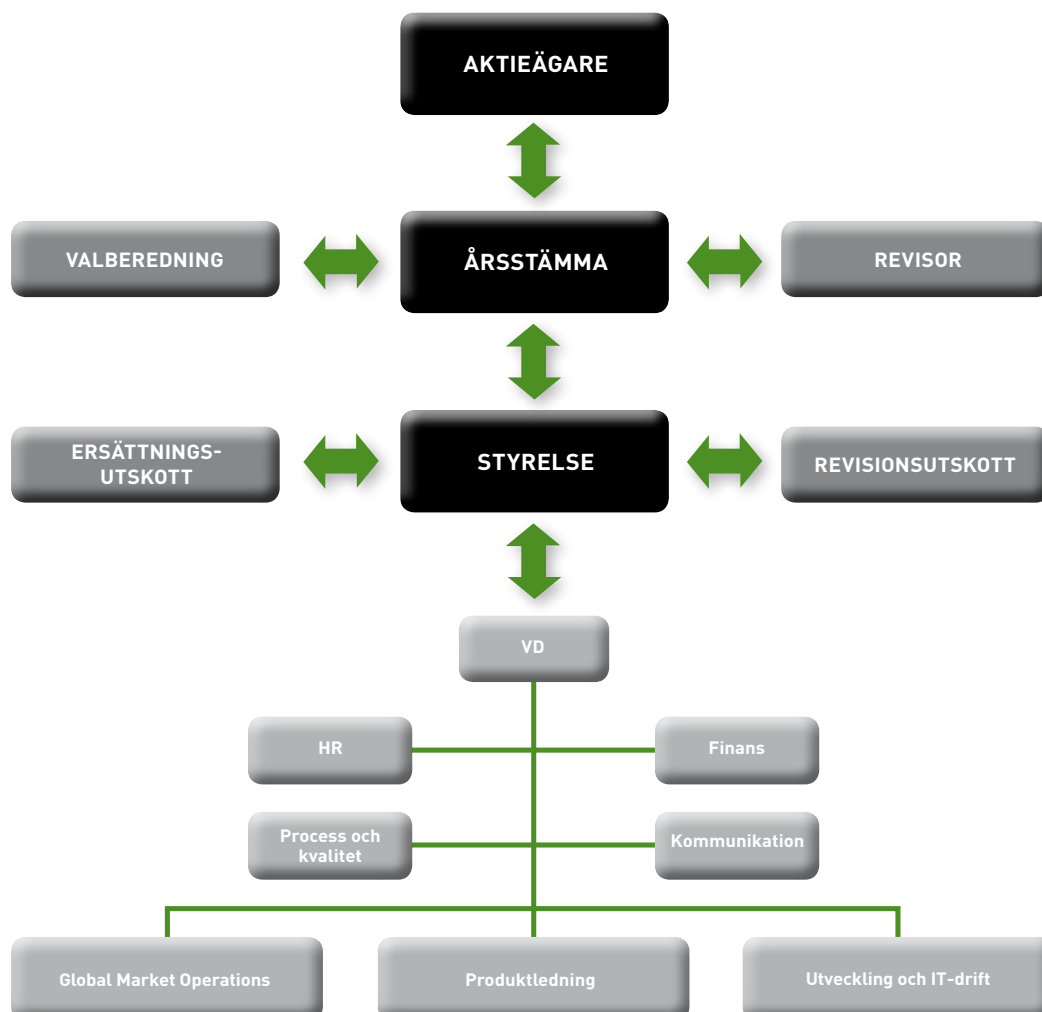 AKTIEÄGARE
VALBEREDNING
ÅRSSTÄMMA
REVISOR
ERSÄTTNINGS-
UTSKOTT
STYRELSE
REVISIONSUTSKOTT
VD
HR
Finans
Process och
kvalitet
Kommunikation
Global Market Operations
Produktledning
Utveckling och IT-drift